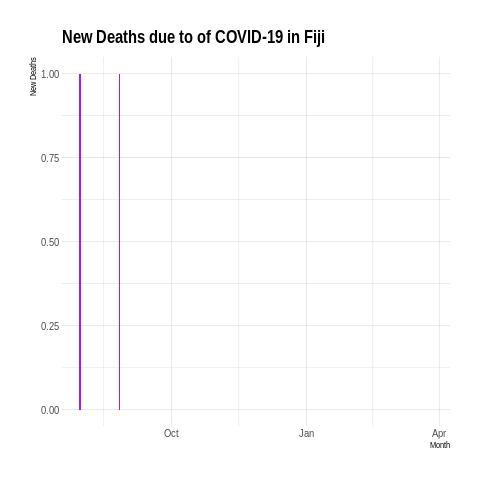 New Deaths due to of COVID-19 in Fiji
New Deaths
1.00
0.75
0.50
0.25
0.00
Oct
Jan
Apr
Month